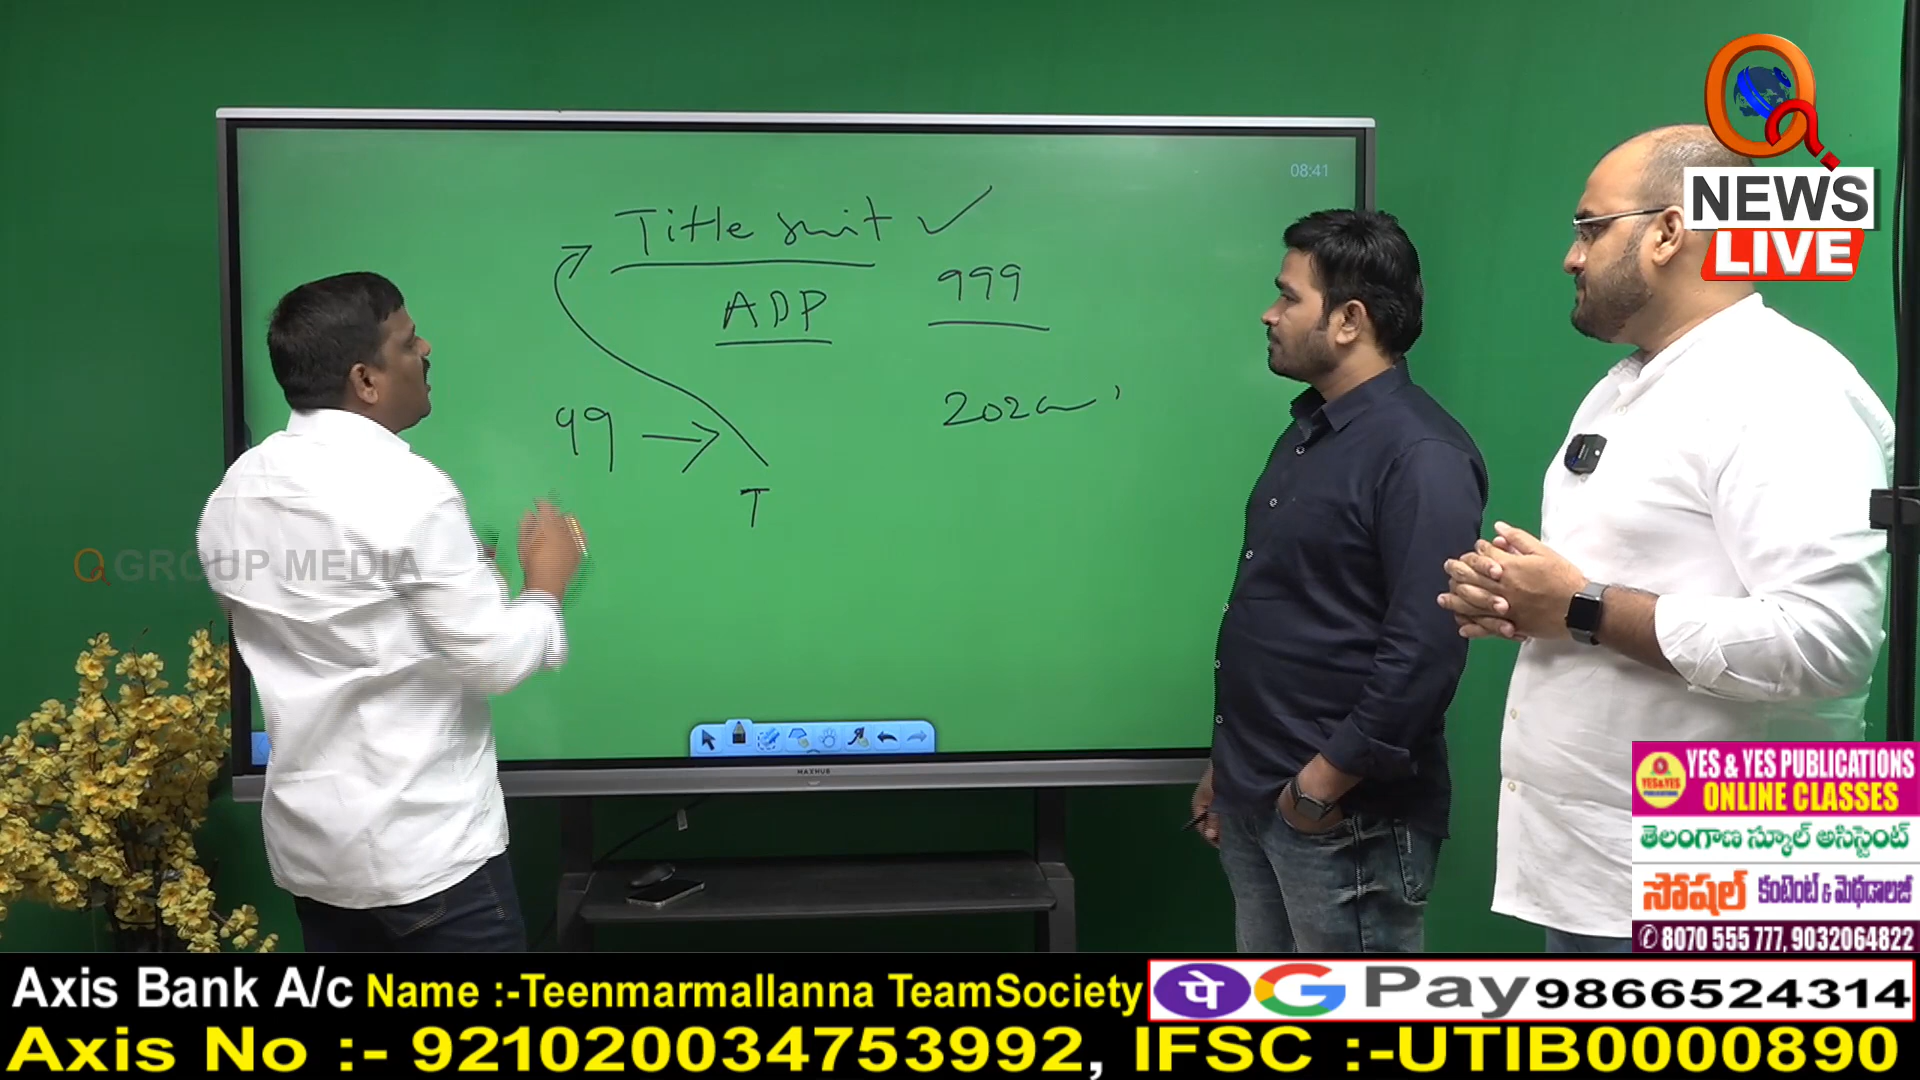 08:41
Title suit ✓
ADP 999
99 →
T
GROUP MEDIA
MAXHUB
Q
NEWS
LIVE
YES & YES PUBLICATIONS
ONLINE CLASSES
తెలంగాణ స్కూల్ అసిస్టెంట్
సోషల్ కంటెంట్ & మెథడాలజీ
✆ 8070 555 777, 9032064822
Axis Bank A/c Name :-Teenmarmallanna TeamSociety
पे G Pay 9866524314
Axis No :- 921020034753992, IFSC :-UTIB0000890